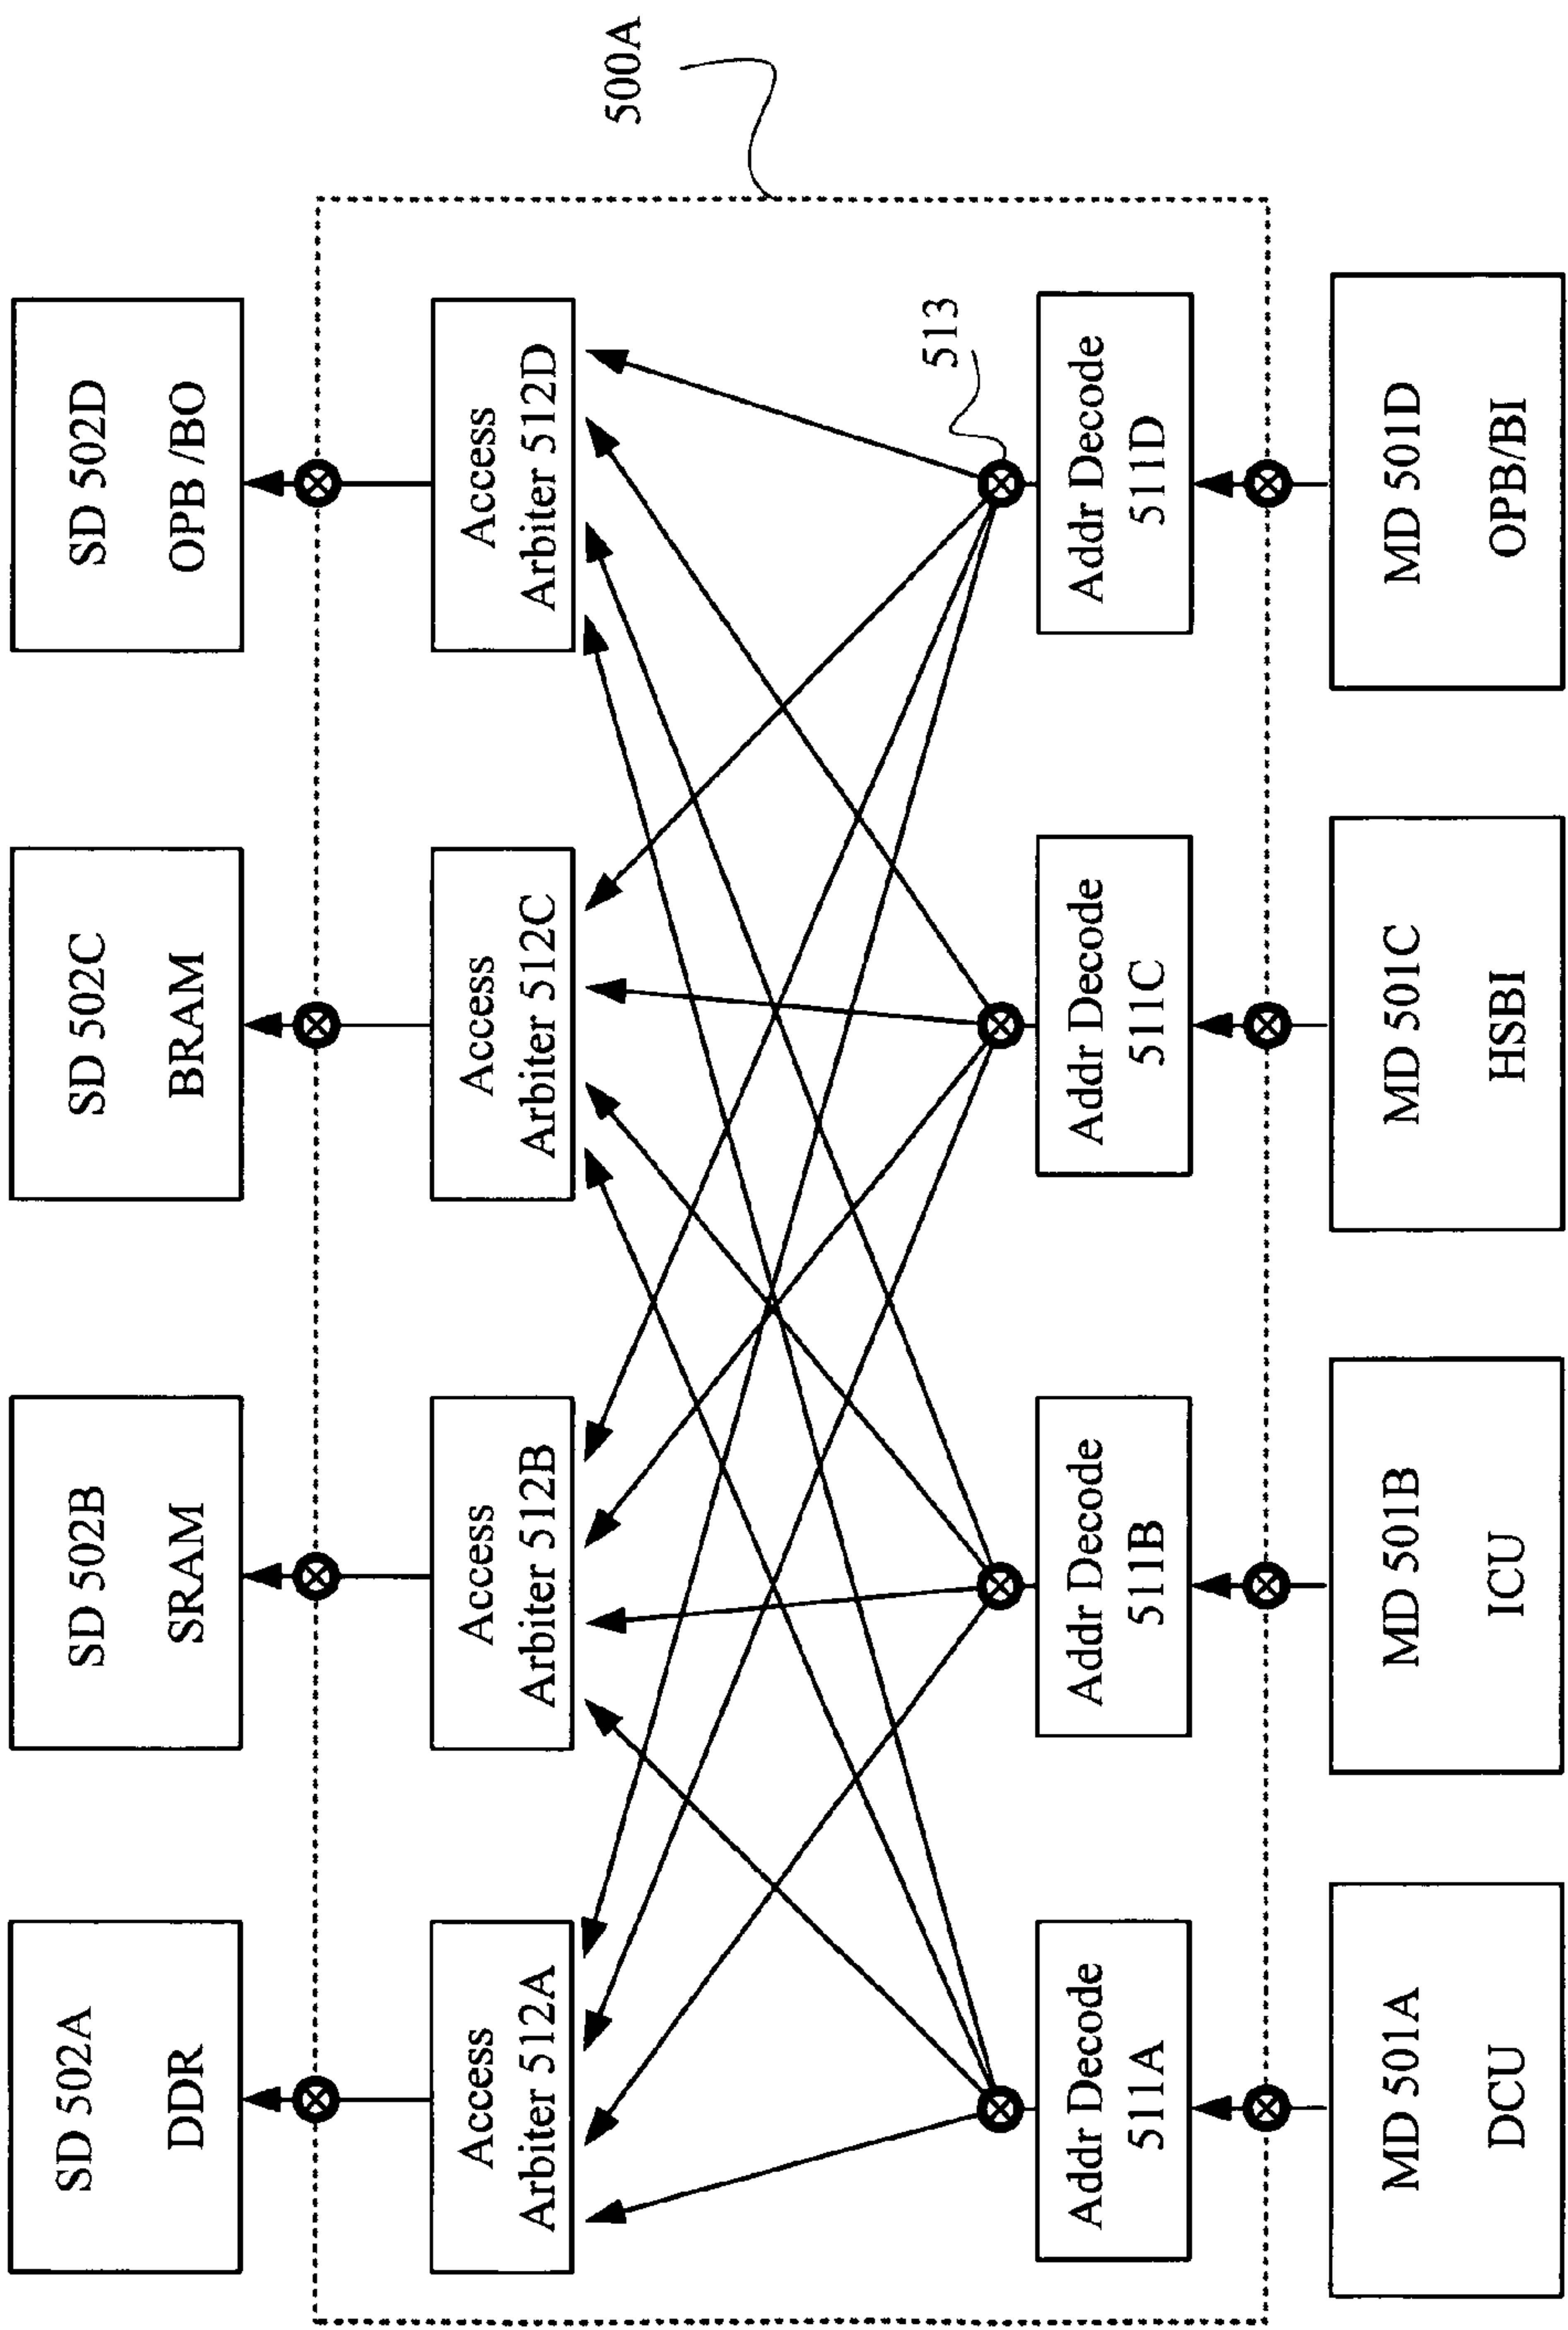 SD 502A
DDR
SD 502B
SRAM
SD 502C
BRAM
SD 502D
OPB /BO
500A
Access
Arbiter 512A
Access
Arbiter 512B
Access
Arbiter 512C
Access
Arbiter 512D
513
Addr Decode
511A
Addr Decode
511B
Addr Decode
511C
Addr Decode
511D
MD 501A
DCU
MD 501B
ICU
MD 501C
HSBI
MD 501D
OPB/BI